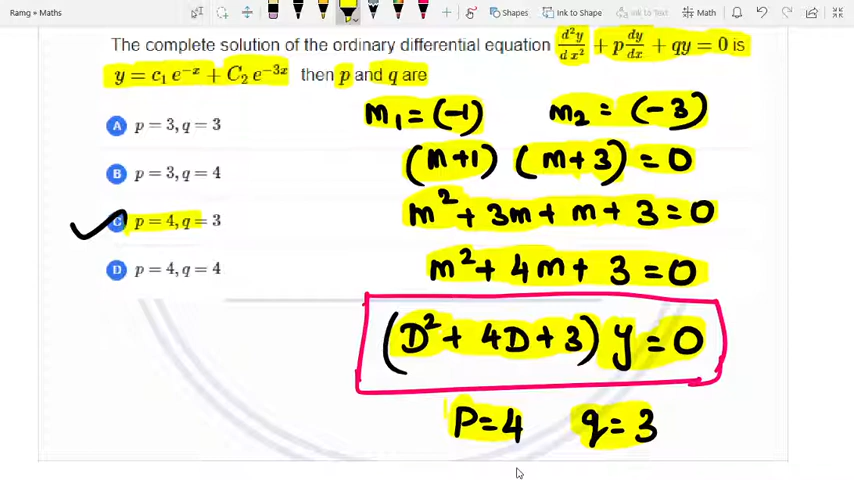 Ramg » Maths
Shapes Ink to Shape Ink to Text Math
The complete solution of the ordinary differential equation d²y/dx² + p dy/dx + qy = 0 is
y = c₁ e⁻ˣ + C₂ e⁻³ˣ then p and q are
m₁ = (-1) m₂ = (-3)
A p = 3, q = 3
(m+1) (m+3) = 0
B p = 3, q = 4
m² + 3m + m + 3 = 0
C p = 4, q = 3
m² + 4m + 3 = 0
D p = 4, q = 4
(D² + 4D + 3) y = 0
P = 4 q = 3